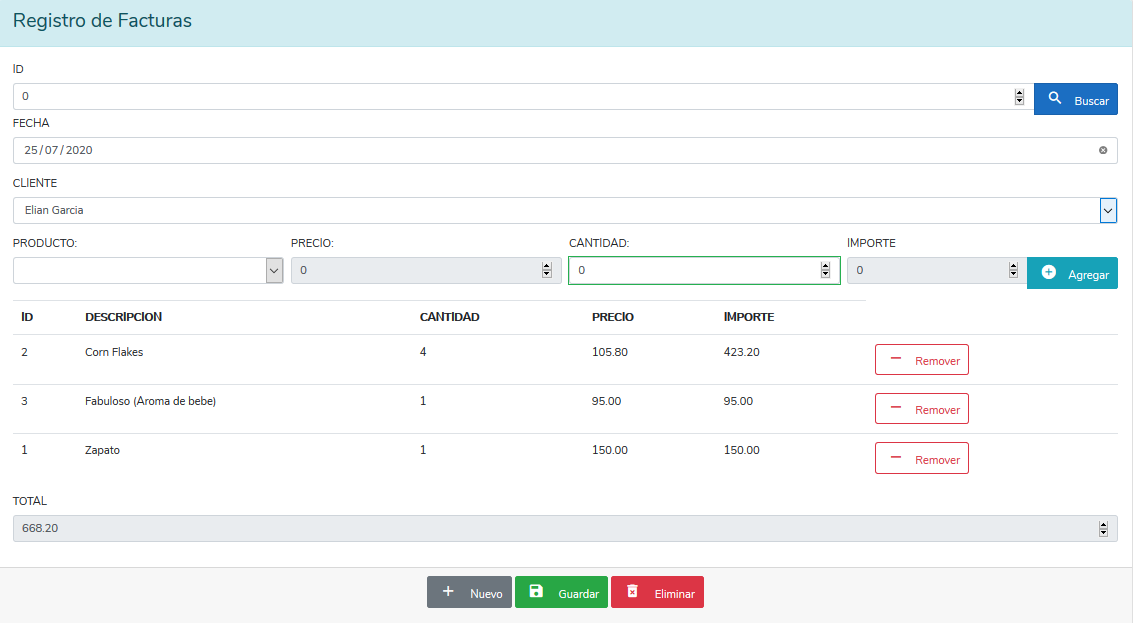 Registro de Facturas
ID
0
Buscar
FECHA
25/07/2020
CLIENTE
Elian Garcia
PRODUCTO: PRECIO: CANTIDAD: IMPORTE
0 0 0 Agregar
ID DESCRIPCION CANTIDAD PRECIO IMPORTE
2 Corn Flakes 4 105.80 423.20 Remover
3 Fabuloso (Aroma de bebe) 1 95.00 95.00 Remover
1 Zapato 1 150.00 150.00 Remover
TOTAL
668.20
Nuevo Guardar Eliminar